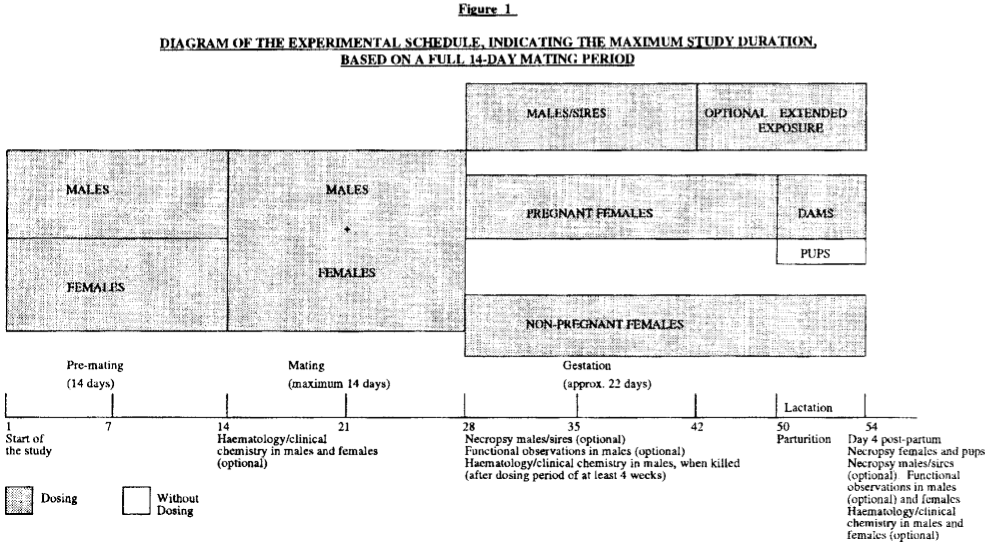 Figure 1
DIAGRAM OF THE EXPERIMENTAL SCHEDULE, INDICATING THE MAXIMUM STUDY DURATION,
BASED ON A FULL 14-DAY MATING PERIOD
MALES/SIRES
OPTIONAL EXTENDED
EXPOSURE
MALES
MALES
PREGNANT FEMALES
DAMS
+
PUPS
FEMALES
FEMALES
NON-PREGNANT FEMALES
Pre-mating
(14 days)
Mating
(maximum 14 days)
Gestation
(approx. 22 days)
Lactation
1
7
14
21
28
35
42
50
54
Start of
the study
Haematology/clinical
chemistry in males and females
(optional)
Necropsy males/sires (optional)
Functional observations in males (optional)
Haematology/clinical chemistry in males, when killed
(after dosing period of at least 4 weeks)
Parturition
Day 4 post-partum
Necropsy females and pups
Necropsy males/sires
(optional) Functional
observations in males
(optional) and females
Haematology/clinical
chemistry in males and
females (optional)
Dosing
Without
Dosing